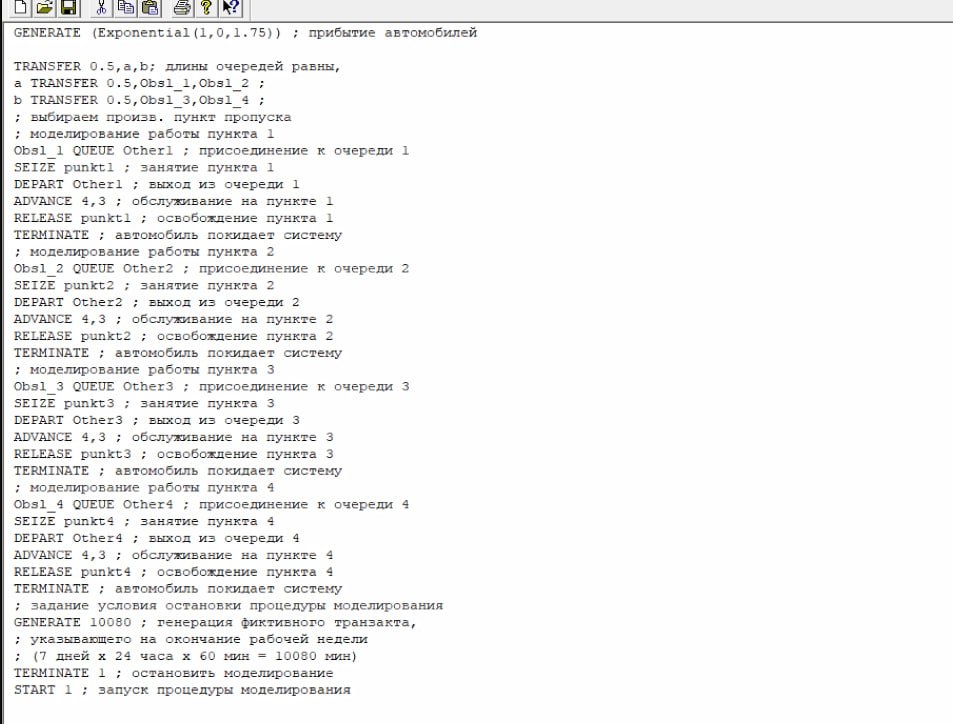 GENERATE (Exponential(1,0,1.75)) ; прибытие автомобилей
TRANSFER 0.5,a,b; длины очередей равны,
a TRANSFER 0.5,Obsl_1,Obsl_2 ;
b TRANSFER 0.5,Obsl_3,Obsl_4 ;
; выбираем произв. пункт пропуска
; моделирование работы пункта 1
Obsl_1 QUEUE Other1 ; присоединение к очереди 1
SEIZE punkt1 ; занятие пункта 1
DEPART Other1 ; выход из очереди 1
ADVANCE 4,3 ; обслуживание на пункте 1
RELEASE punkt1 ; освобождение пункта 1
TERMINATE ; автомобиль покидает систему
; моделирование работы пункта 2
Obsl_2 QUEUE Other2 ; присоединение к очереди 2
SEIZE punkt2 ; занятие пункта 2
DEPART Other2 ; выход из очереди 2
ADVANCE 4,3 ; обслуживание на пункте 2
RELEASE punkt2 ; освобождение пункта 2
TERMINATE ; автомобиль покидает систему
; моделирование работы пункта 3
Obsl_3 QUEUE Other3 ; присоединение к очереди 3
SEIZE punkt3 ; занятие пункта 3
DEPART Other3 ; выход из очереди 3
ADVANCE 4,3 ; обслуживание на пункте 3
RELEASE punkt3 ; освобождение пункта 3
TERMINATE ; автомобиль покидает систему
; моделирование работы пункта 4
Obsl_4 QUEUE Other4 ; присоединение к очереди 4
SEIZE punkt4 ; занятие пункта 4
DEPART Other4 ; выход из очереди 4
ADVANCE 4,3 ; обслуживание на пункте 4
RELEASE punkt4 ; освобождение пункта 4
TERMINATE ; автомобиль покидает систему
; задание условия остановки процедуры моделирования
GENERATE 10080 ; генерация фиктивного транзакта,
; указывающего на окончание рабочей недели
; (7 дней x 24 часа x 60 мин = 10080 мин)
TERMINATE 1 ; остановить моделирование
START 1 ; запуск процедуры моделирования